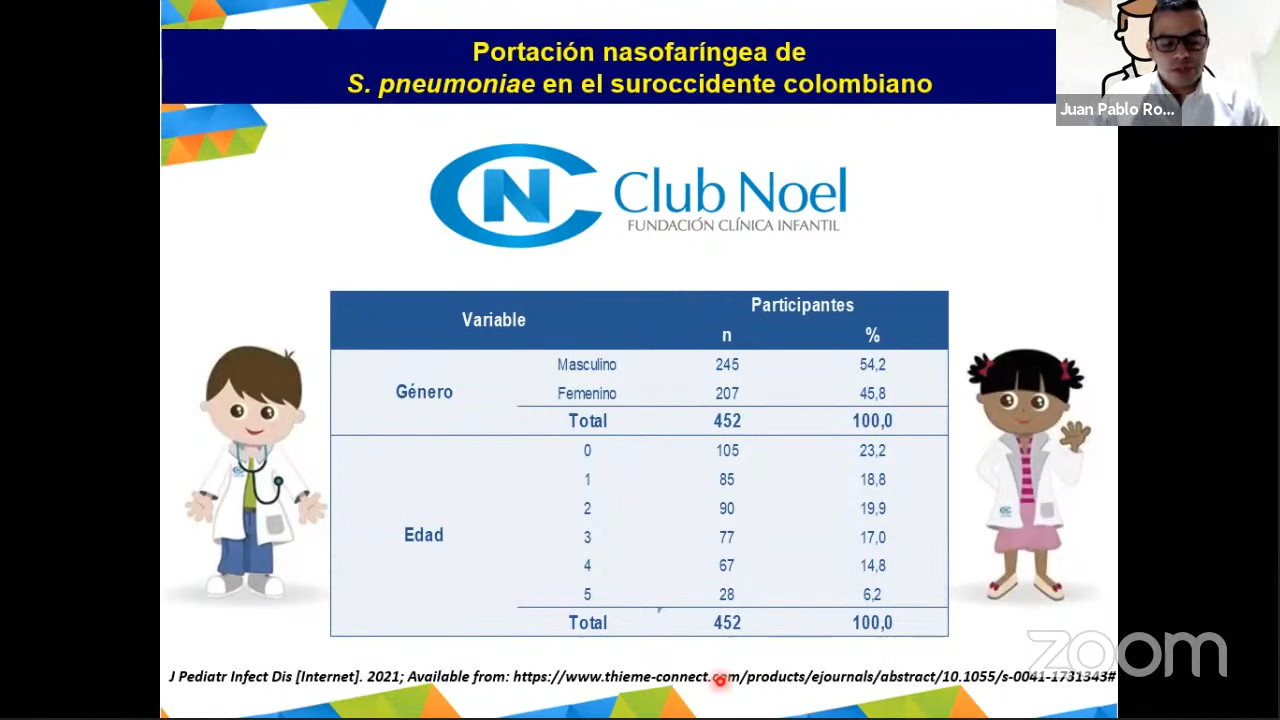 Portación nasofaríngea de
S. pneumoniae en el suroccidente colombiano
Juan Pablo Ro...
CN Club Noel
FUNDACIÓN CLÍNICA INFANTIL
Variable Participantes
n %
Género Masculino 245 54,2
Femenino 207 45,8
Total 452 100,0
Edad 0 105 23,2
1 85 18,8
2 90 19,9
3 77 17,0
4 67 14,8
5 28 6,2
Total 452 100,0
J Pediatr Infect Dis [Internet]. 2021; Available from: https://www.thieme-connect.com/products/ejournals/abstract/10.1055/s-0041-1731343#
zoom